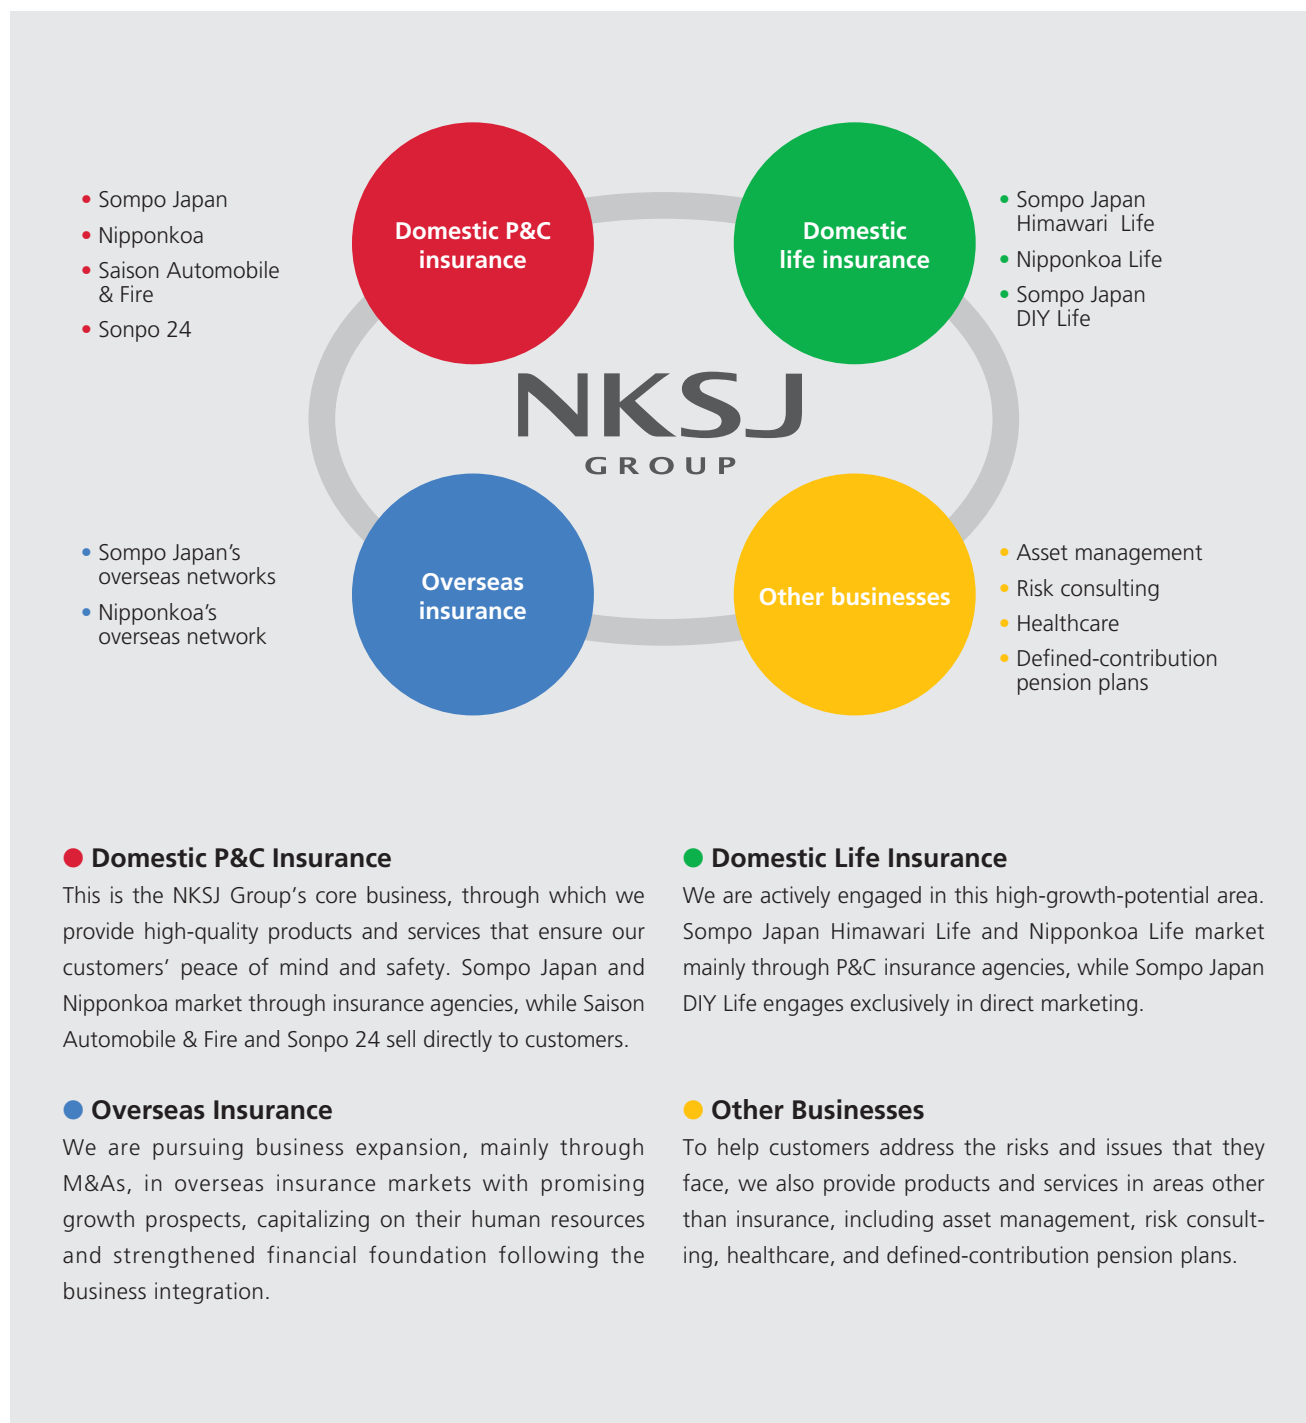 • Sompo Japan
• Nipponkoa
• Saison Automobile
& Fire
• Sonpo 24
Domestic P&C
insurance
Domestic
life insurance
• Sompo Japan
Himawari Life
• Nipponkoa Life
• Sompo Japan
DIY Life
NKSJ
GROUP
• Sompo Japan’s
overseas networks
• Nipponkoa’s
overseas network
Overseas
insurance
Other businesses
• Asset management
• Risk consulting
• Healthcare
• Defined-contribution
pension plans
● Domestic P&C Insurance
This is the NKSJ Group’s core business, through which we
provide high-quality products and services that ensure our
customers’ peace of mind and safety. Sompo Japan and
Nipponkoa market through insurance agencies, while Saison
Automobile & Fire and Sonpo 24 sell directly to customers.
● Domestic Life Insurance
We are actively engaged in this high-growth-potential area.
Sompo Japan Himawari Life and Nipponkoa Life market
mainly through P&C insurance agencies, while Sompo Japan
DIY Life engages exclusively in direct marketing.
● Overseas Insurance
We are pursuing business expansion, mainly through
M&As, in overseas insurance markets with promising
growth prospects, capitalizing on their human resources
and strengthened financial foundation following the
business integration.
● Other Businesses
To help customers address the risks and issues that they
face, we also provide products and services in areas other
than insurance, including asset management, risk consult-
ing, healthcare, and defined-contribution pension plans.